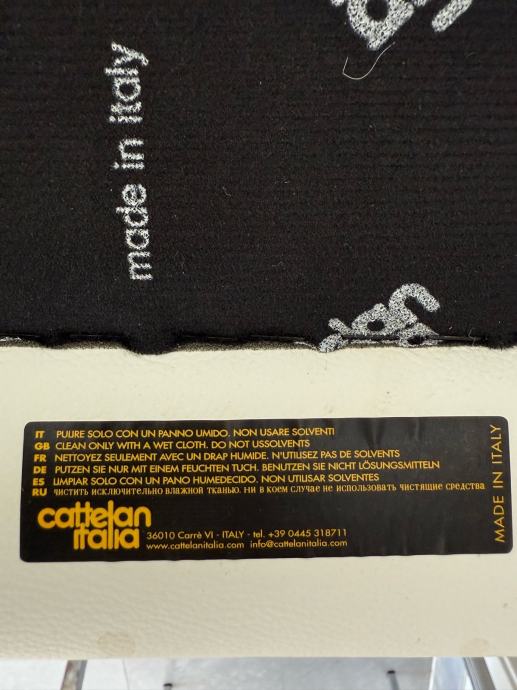 made in italy
IT PULIRE SOLO CON UN PANNO UMIDO. NON USARE SOLVENTI
GB CLEAN ONLY WITH A WET CLOTH. DO NOT USSOLVENTS
FR NETTOYEZ SEULEMENT AVEC UN DRAP HUMIDE. N'UTILISEZ PAS DE SOLVENTS
DE PUTZEN SIE NUR MIT EINEM FEUCHTEN TUCH. BENUTZEN SIE NICHT LÖSUNGSMITTELN
ES LIMPIAR SOLO CON UN PANO HUMEDECIDO. NON UTILISAR SOLVENTES
RU чистить исключительно влажной тканью. ни в коем случае не использовать чистящие средства
cattelan
italia
36010 Carrè VI - ITALY - tel. +39 0445 318711
www.cattelanitalia.com info@cattelanitalia.com
MADE IN ITALY